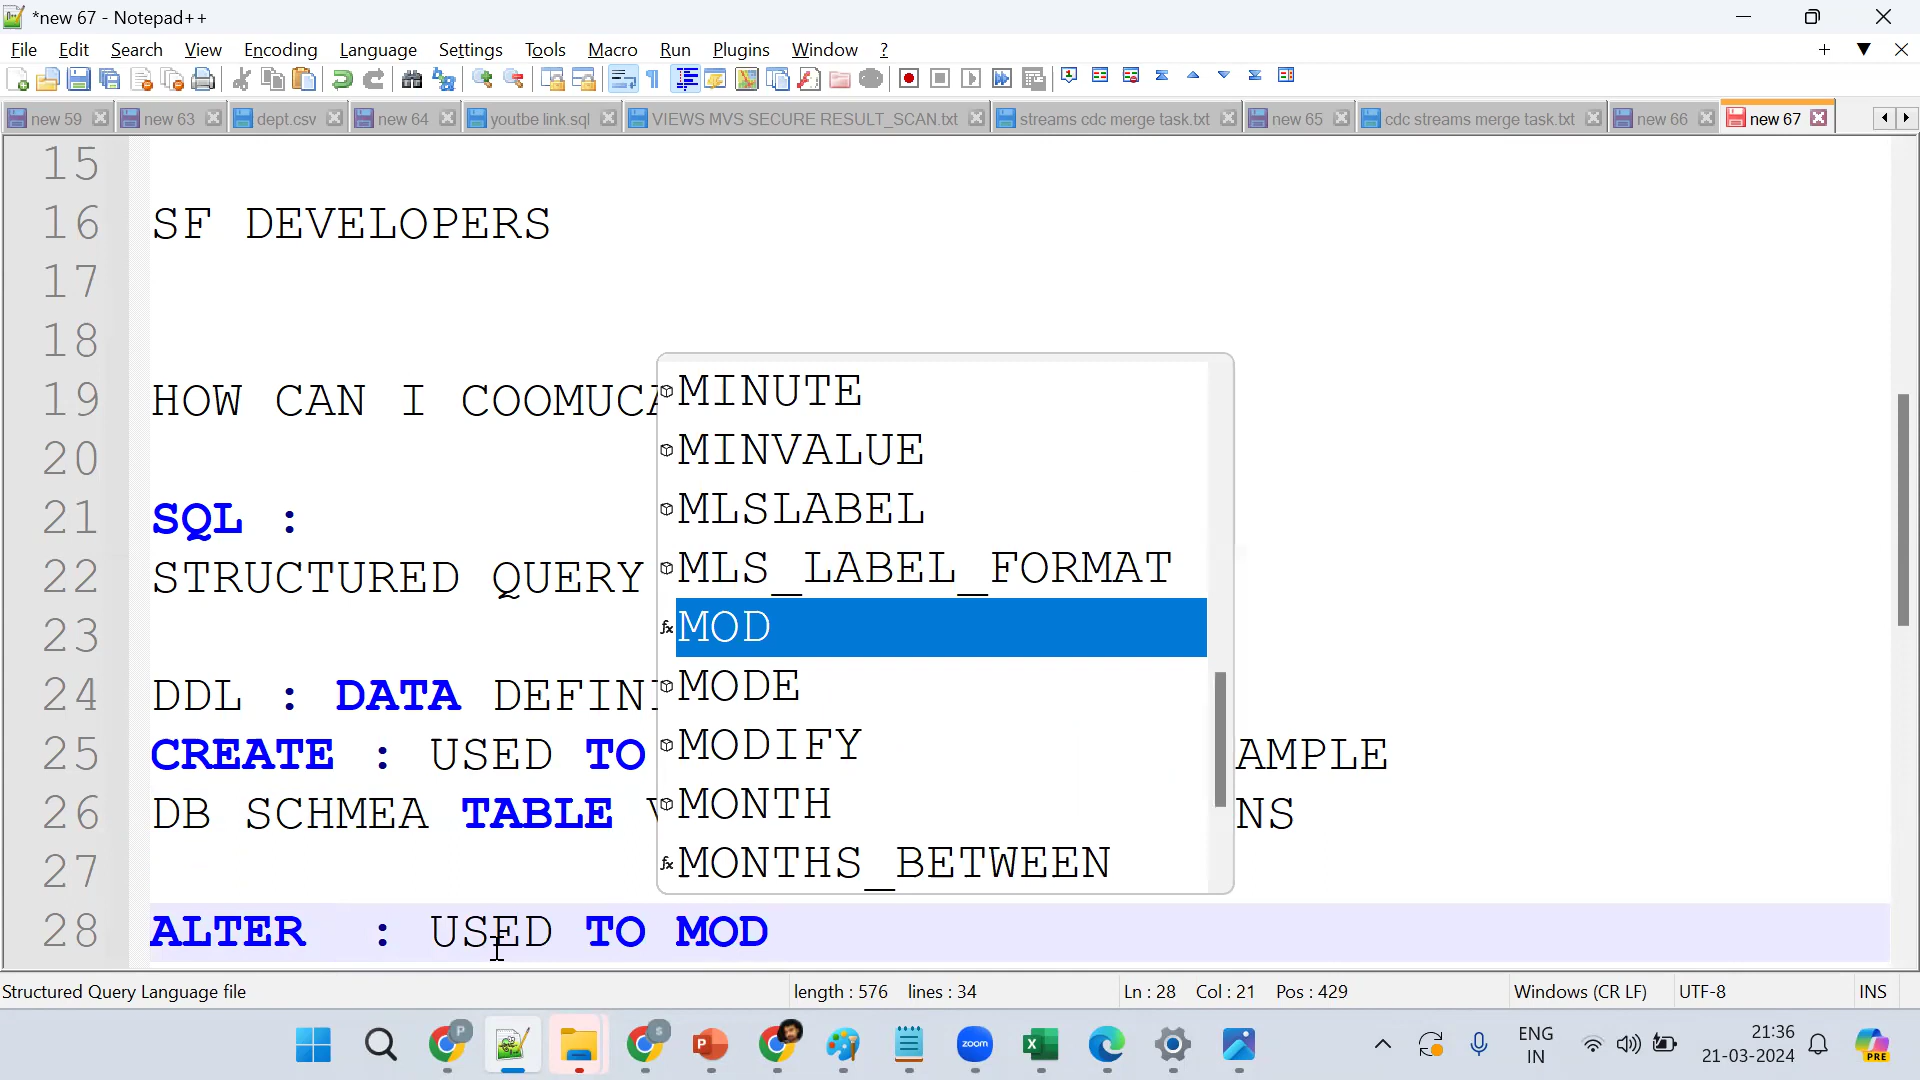 *new 67 - Notepad++
File Edit Search View Encoding Language Settings Tools Macro Run Plugins Window ?
new 59 new 63 dept.csv new 64 youtbe link.sql VIEWS MVS SECURE RESULT_SCAN.txt streams cdc merge task.txt new 65 cdc streams merge task.txt new 66 new 67
15
16 SF DEVELOPERS
17
18
19 HOW CAN I COOMUCA
20
21 SQL :
22 STRUCTURED QUERY
23
24 DDL : DATA DEFINI
25 CREATE : USED TO AMPLE
26 DB SCHMEA TABLE V NS
27
28 ALTER : USED TO MOD
MINUTE
MINVALUE
MLSLABEL
MLS_LABEL_FORMAT
MOD
MODE
MODIFY
MONTH
MONTHS_BETWEEN
Structured Query Language file length : 576 lines : 34 Ln : 28 Col : 21 Pos : 429 Windows (CR LF) UTF-8 INS
P S zoom ENG IN 21:36 21-03-2024 PRE